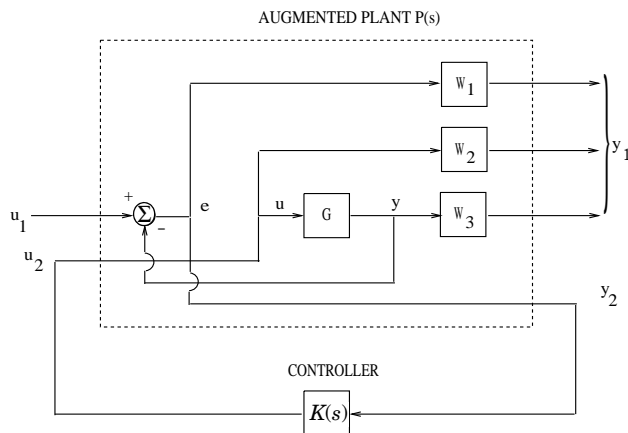 AUGMENTED PLANT P(s)
W1
W2
y1
+
Σ
e
u
G
y
W3
u1
−
u2
y2
CONTROLLER
K(s)